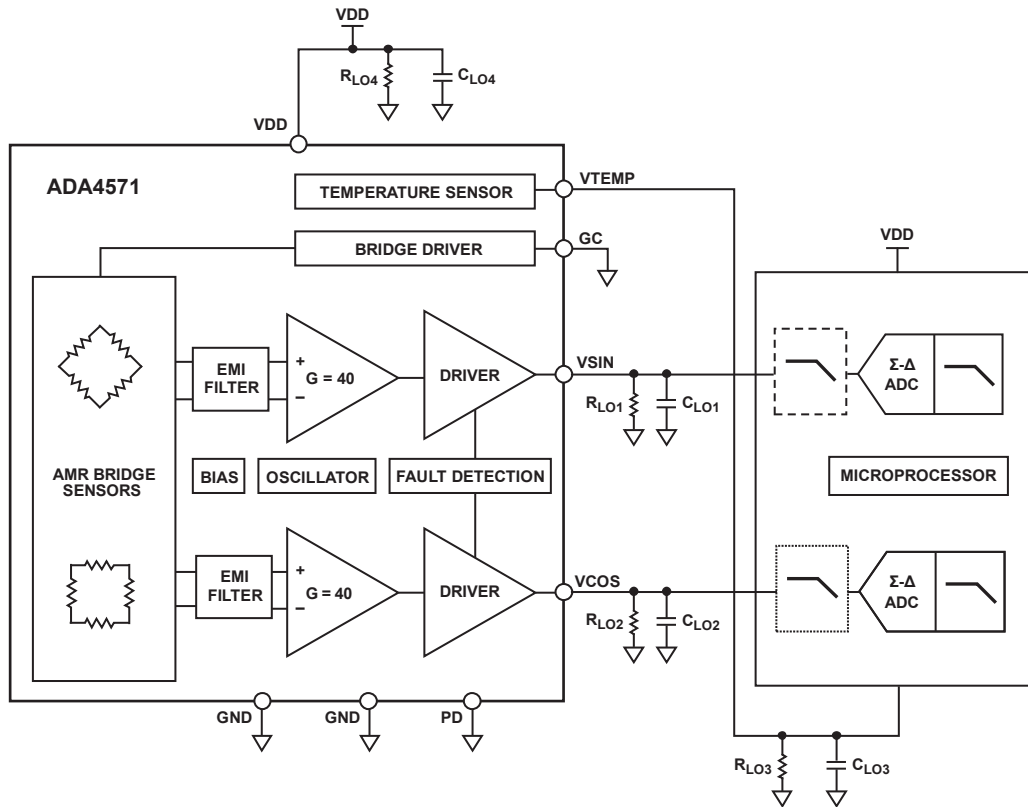 VDD
RLO4
CLO4
VDD
ADA4571
TEMPERATURE SENSOR
VTEMP
BRIDGE DRIVER
GC
VDD
EMI
FILTER
+
G = 40
–
DRIVER
VSIN
RLO1
CLO1
Σ-Δ
ADC
AMR BRIDGE
SENSORS
BIAS
OSCILLATOR
FAULT DETECTION
MICROPROCESSOR
EMI
FILTER
+
G = 40
–
DRIVER
VCOS
RLO2
CLO2
Σ-Δ
ADC
GND
GND
PD
RLO3
CLO3